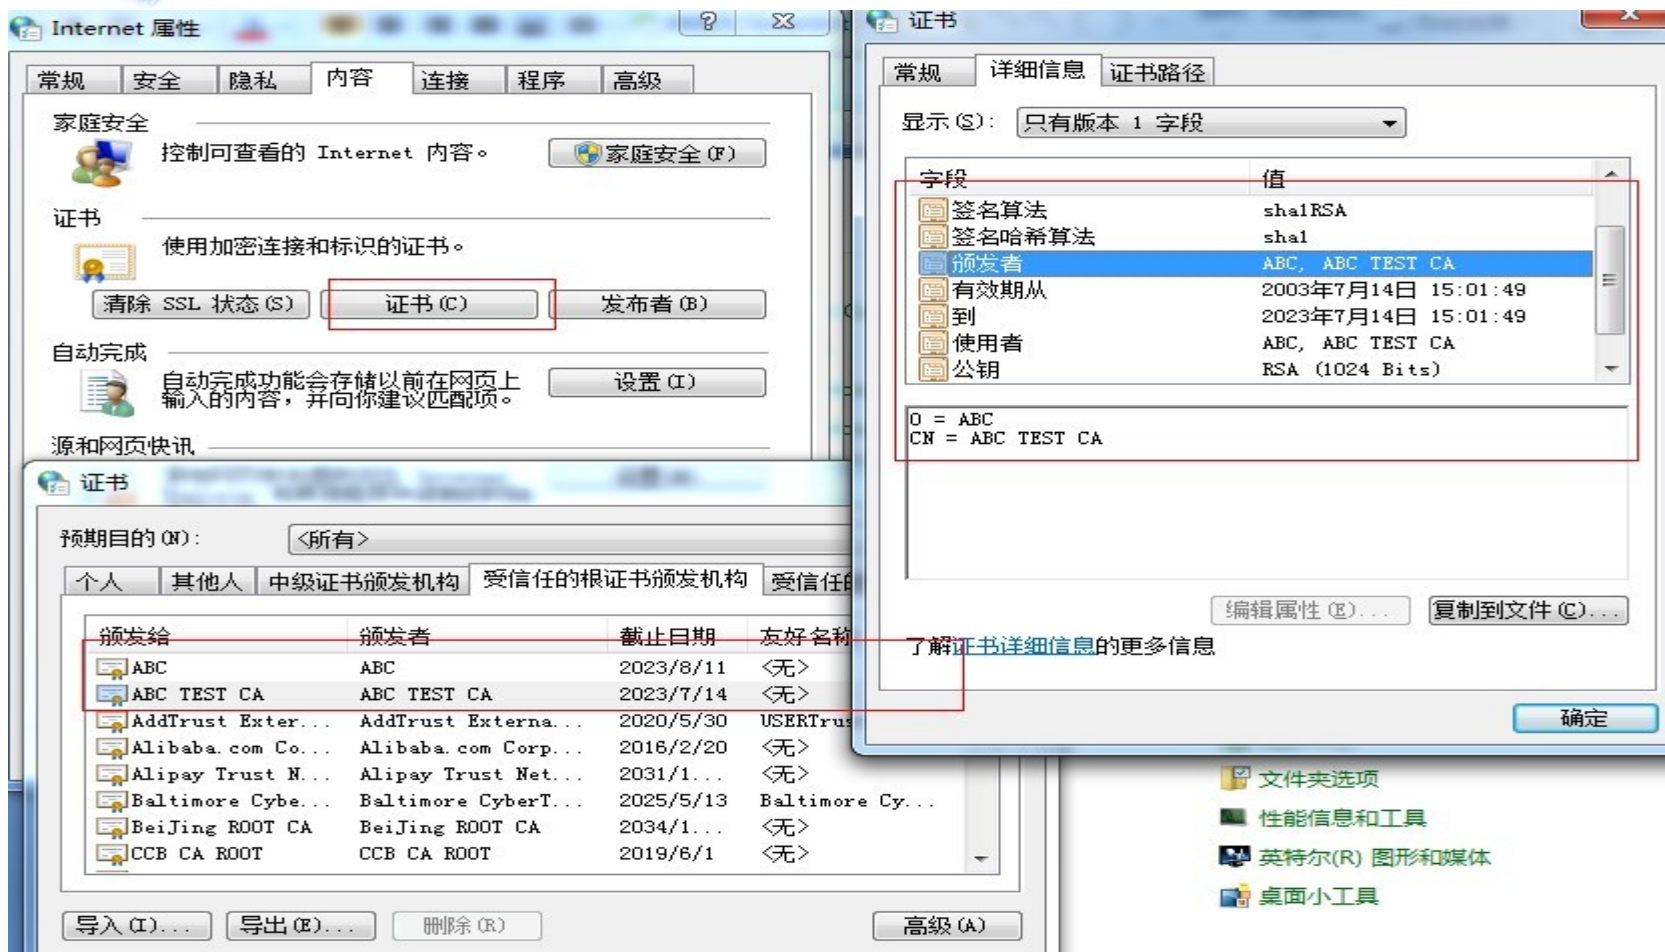 Internet 属性
常规 安全 隐私 内容 连接 程序 高级
家庭安全
控制可查看的 Internet 内容。 家庭安全(F)
证书
使用加密连接和标识的证书。
清除 SSL 状态(S) 证书(C) 发布者(B)
自动完成
自动完成功能会存储以前在网页上
输入的内容，并向你建议匹配项。
设置(I)
源和网页快讯
证书
预期目的(N): <所有>
个人 其他人 中级证书颁发机构 受信任的根证书颁发机构 受信任的
颁发给 颁发者 截止日期 友好名称
ABC ABC 2023/8/11 <无>
ABC TEST CA ABC TEST CA 2023/7/14 <无>
AddTrust Exter... AddTrust Externa... 2020/5/30 USERTrus
Alibaba.com Co... Alibaba.com Corp... 2016/2/20 <无>
Alipay Trust N... Alipay Trust Net... 2031/1... <无>
Baltimore Cybe... Baltimore CyberT... 2025/5/13 Baltimore Cy...
BeiJing ROOT CA BeiJing ROOT CA 2034/1... <无>
CCB CA ROOT CCB CA ROOT 2019/6/1 <无>
导入(I)... 导出(E)... 删除(R) 高级(A)
证书
常规 详细信息 证书路径
显示(S): 只有版本 1 字段
字段 值
签名算法 sha1RSA
签名哈希算法 sha1
颁发者 ABC, ABC TEST CA
有效期从 2003年7月14日 15:01:49
到 2023年7月14日 15:01:49
使用者 ABC, ABC TEST CA
公钥 RSA (1024 Bits)
O = ABC
CN = ABC TEST CA
编辑属性(E)... 复制到文件(C)...
了解证书详细信息的更多信息
确定
文件夹选项
性能信息和工具
英特尔(R) 图形和媒体
桌面小工具